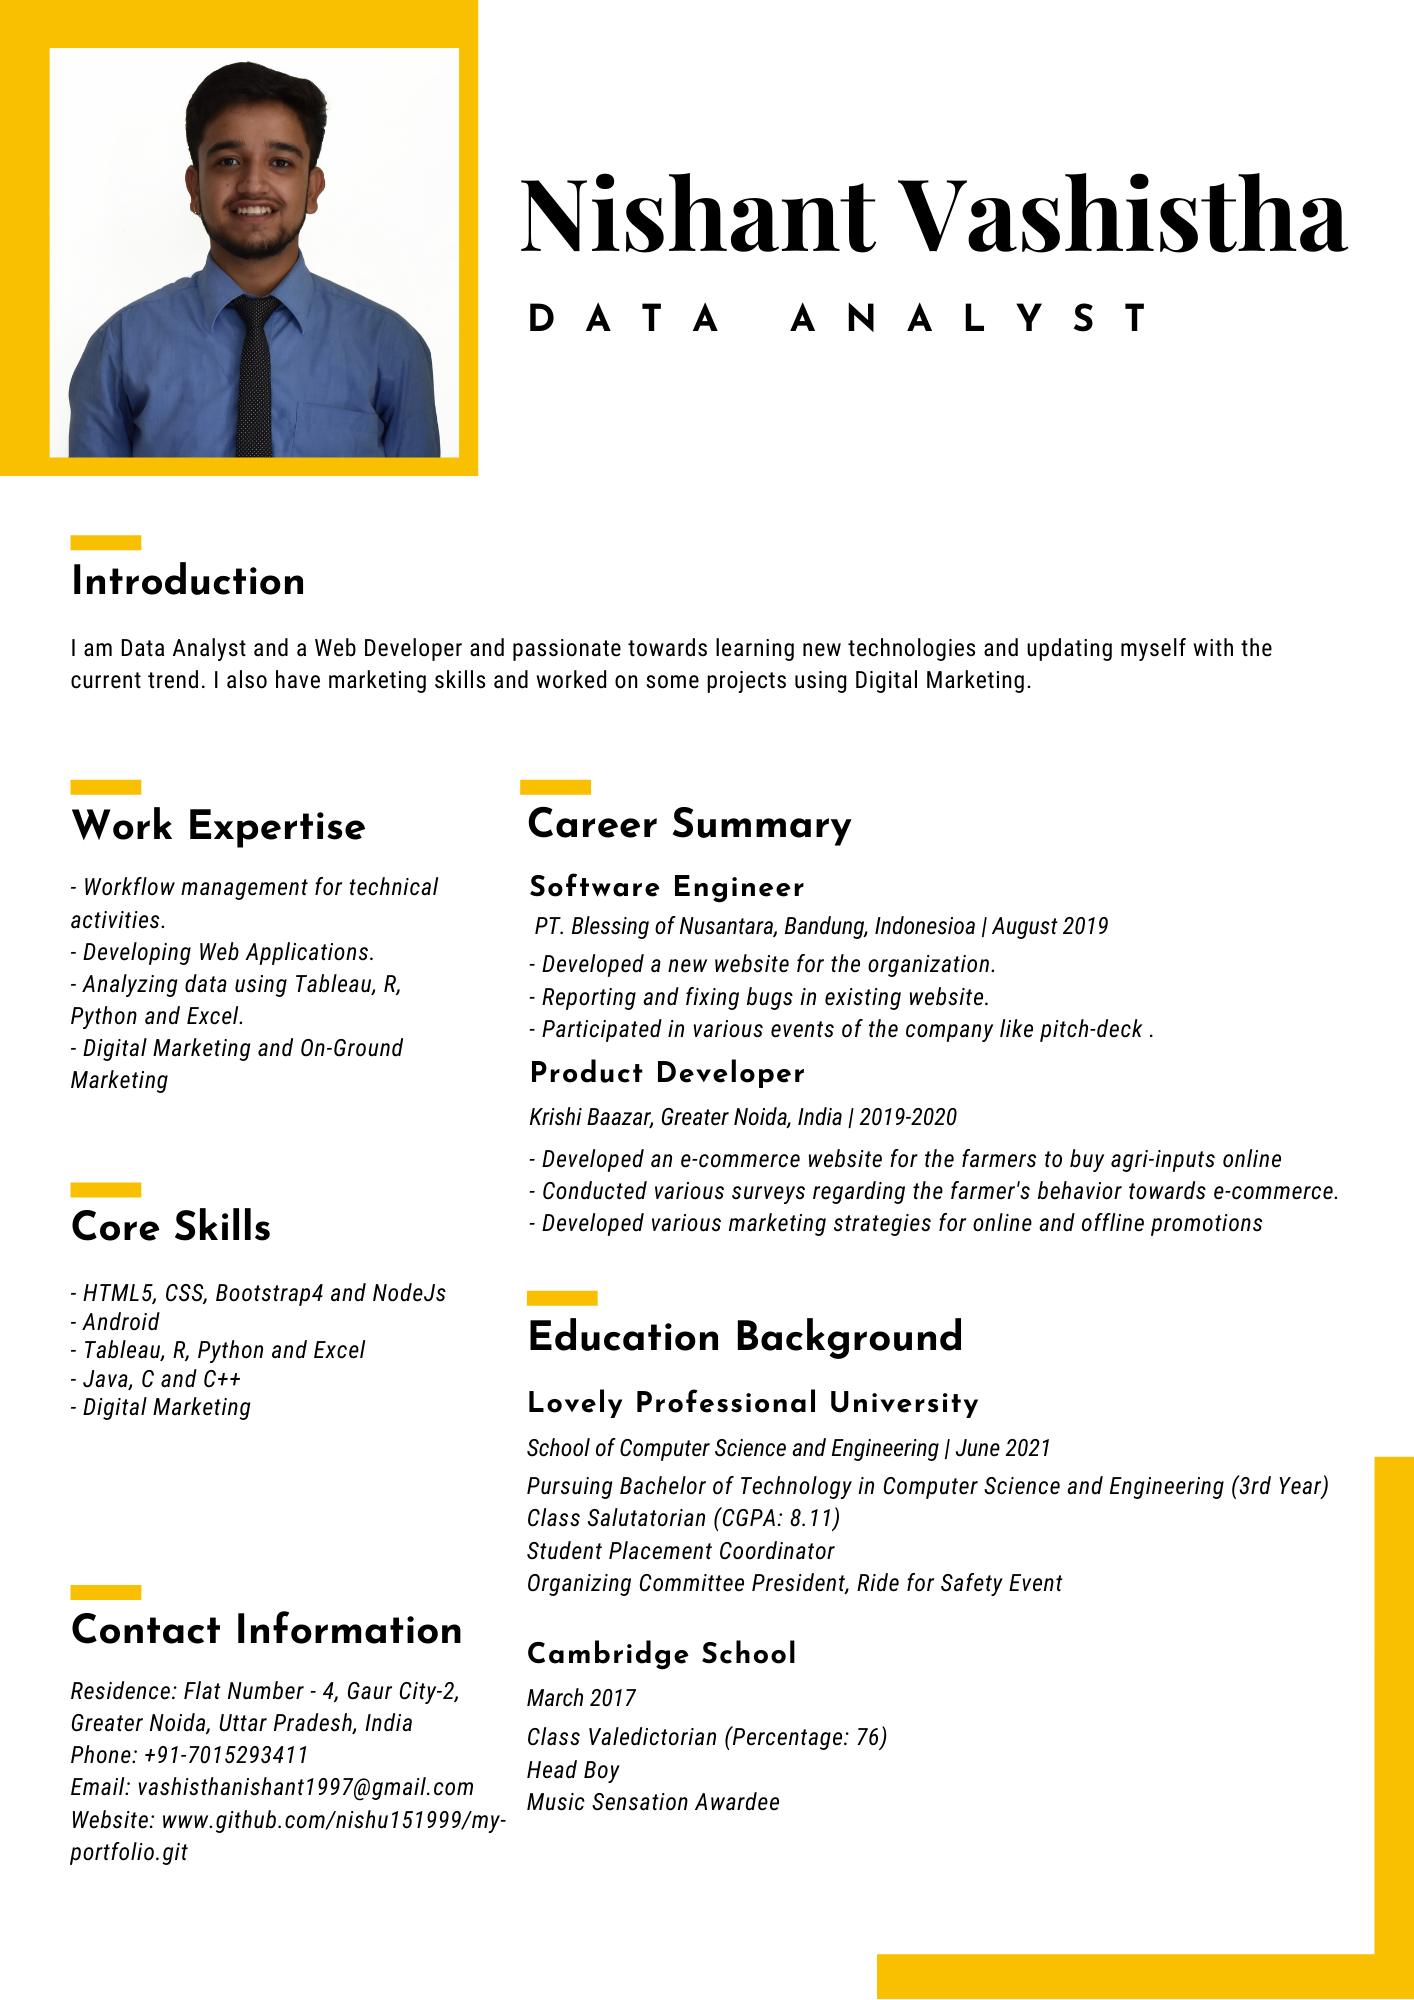 Nishant Vashistha
DATA ANALYST
Introduction
I am Data Analyst and a Web Developer and passionate towards learning new technologies and updating myself with the
current trend. I also have marketing skills and worked on some projects using Digital Marketing.
Work Expertise
- Workflow management for technical
activities.
- Developing Web Applications.
- Analyzing data using Tableau, R,
Python and Excel.
- Digital Marketing and On-Ground
Marketing
Core Skills
- HTML5, CSS, Bootstrap4 and NodeJs
- Android
- Tableau, R, Python and Excel
- Java, C and C++
- Digital Marketing
Contact Information
Residence: Flat Number - 4, Gaur City-2,
Greater Noida, Uttar Pradesh, India
Phone: +91-7015293411
Email: vashisthanishant1997@gmail.com
Website: www.github.com/nishu151999/my-
portfolio.git
Career Summary
Software Engineer
PT. Blessing of Nusantara, Bandung, Indonesioa | August 2019
- Developed a new website for the organization.
- Reporting and fixing bugs in existing website.
- Participated in various events of the company like pitch-deck .
Product Developer
Krishi Baazar, Greater Noida, India | 2019-2020
- Developed an e-commerce website for the farmers to buy agri-inputs online
- Conducted various surveys regarding the farmer's behavior towards e-commerce.
- Developed various marketing strategies for online and offline promotions
Education Background
Lovely Professional University
School of Computer Science and Engineering | June 2021
Pursuing Bachelor of Technology in Computer Science and Engineering (3rd Year)
Class Salutatorian (CGPA: 8.11)
Student Placement Coordinator
Organizing Committee President, Ride for Safety Event
Cambridge School
March 2017
Class Valedictorian (Percentage: 76)
Head Boy
Music Sensation Awardee